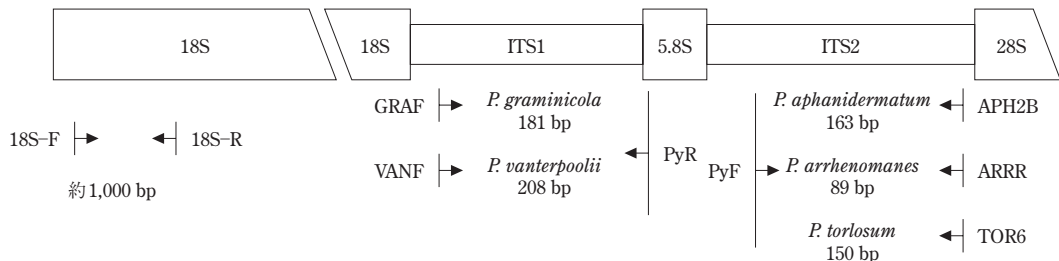 18S 18S ITS1 5.8S ITS2 28S
GRAF P. graminicola P. aphanidermatum APH2B
181 bp 163 bp
18S–F 18S–R
VANF P. vanterpoolii PyR PyF P. arrhenomanes ARRR
208 bp 89 bp
約1,000 bp
P. torlosum TOR6
150 bp